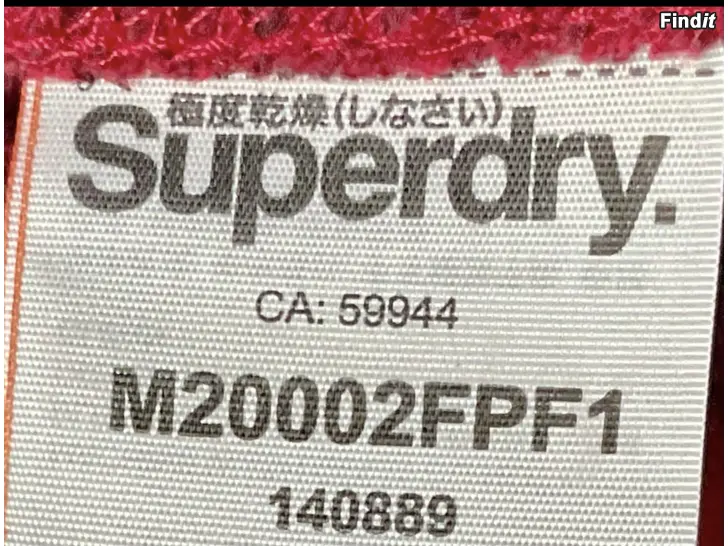 Findit
極度乾燥(しなさい)
Superdry.
CA: 59944
M20002FPF1
140889